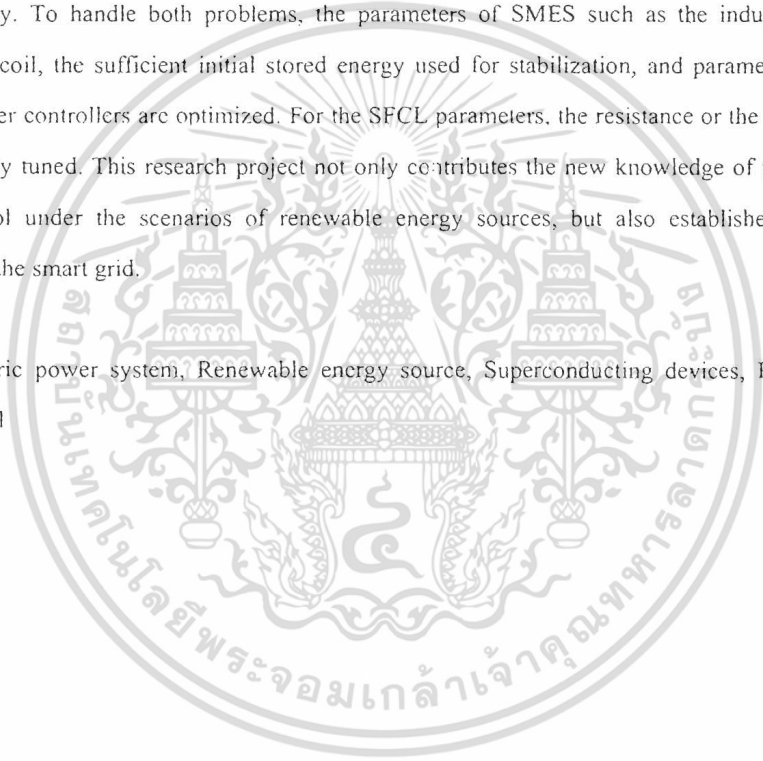 y. To handle both problems, the parameters of SMES such as the indu
coil, the sufficient initial stored energy used for stabilization, and parame
er controllers are optimized. For the SFCL parameters, the resistance or the
y tuned. This research project not only contributes the new knowledge of
ol under the scenarios of renewable energy sources, but also establishe
the smart grid.
ric power system, Renewable energy source, Superconducting devices,
สถาบันเทคโนโลยีพระจอมเกล้าเจ้าคุณทหารลาดกระบัง